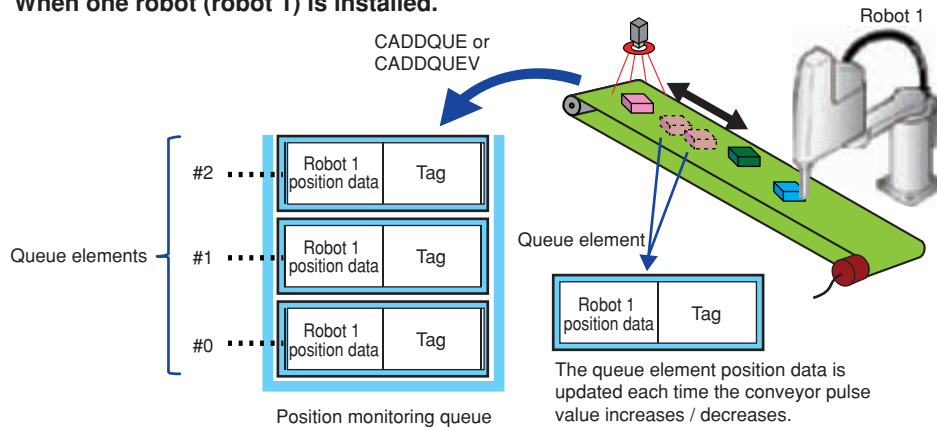 When one robot (robot 1) is installed.
Robot 1
CADDQUE or
CADDQUEV
Queue elements
#2
Robot 1
position data
Tag
#1
Robot 1
position data
Tag
#0
Robot 1
position data
Tag
Position monitoring queue
Queue element
Robot 1
position data
Tag
The queue element position data is
updated each time the conveyor pulse
value increases / decreases.